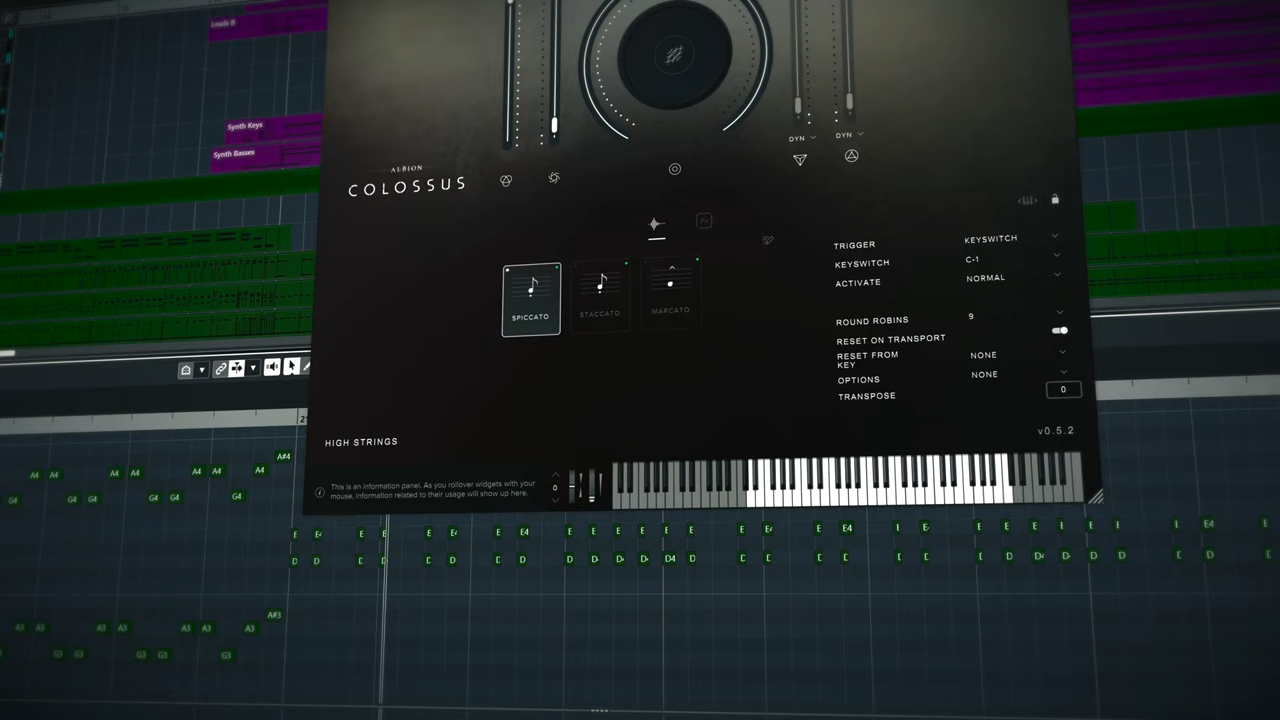 Leads B
Synth Keys
Synth Basses
ALBION
COLOSSUS
DYN
DYN
TRIGGER
KEYSWITCH
KEYSWITCH
C-1
ACTIVATE
NORMAL
SPICCATO
STACCATO
MARCATO
ROUND ROBINS
9
RESET ON TRANSPORT
RESET FROM
KEY
NONE
OPTIONS
NONE
TRANSPOSE
0
v0.5.2
HIGH STRINGS
This is an information panel. As you rollover widgets with your
mouse, information related to their usage will show up here.
0
A#4
A4 A4 A4 A4 A4 A4 A4
G4 G4 G4 G4 G4 G4
E E4 E E E4 E E4 E E E E E E E4 E E4 E E E E E E E E4 E
D D D D D D D D D D D4 D D D D D D D D D
A#3
A3 A3 A3 A3 A3 A3 A3
G3 G3 G3 G3 G3